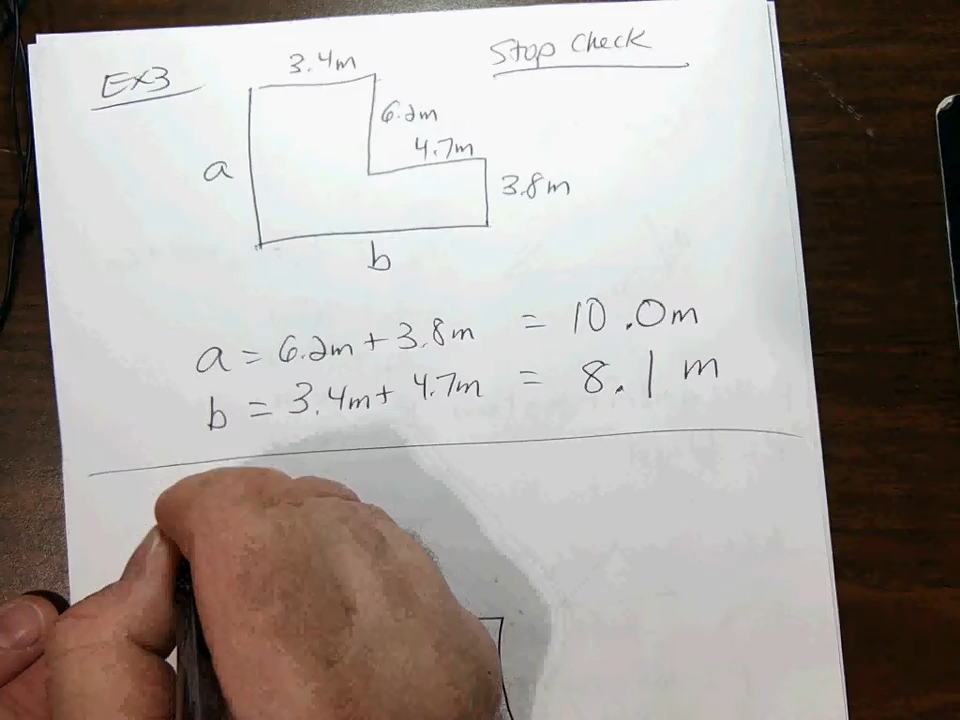 Ex3
Stop Check
3.4m
6.2m
4.7m
a
3.8m
b
a = 6.2m + 3.8m = 10.0m
b = 3.4m + 4.7m = 8.1 m